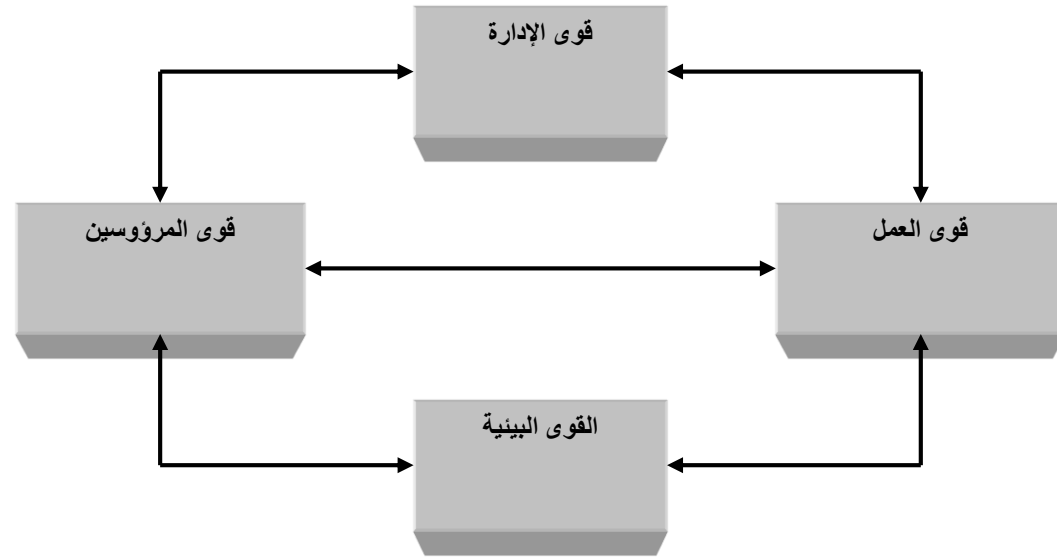 قوى الإدارة
قوى العمل
قوى المرؤوسين
القوى البيئية